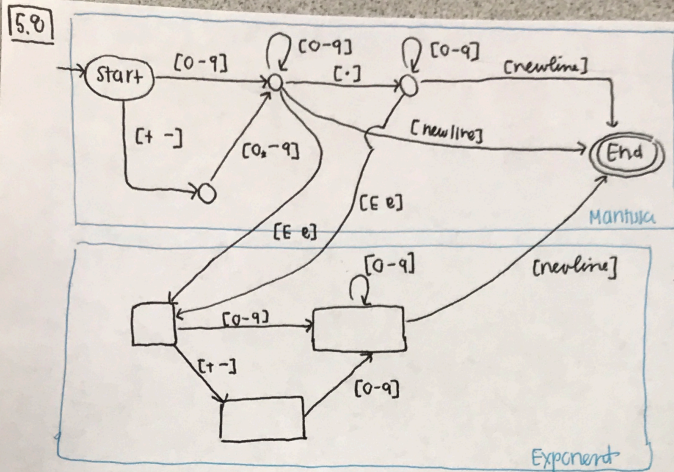 5.8
[0-9]
[0-9]
[0-9]
[newline]
Start
[.]
[+ -]
[0-9]
[newline]
End
[E e]
[E e]
Mantissa
[0-9]
[newline]
[0-9]
[+-]
[0-9]
Exponent